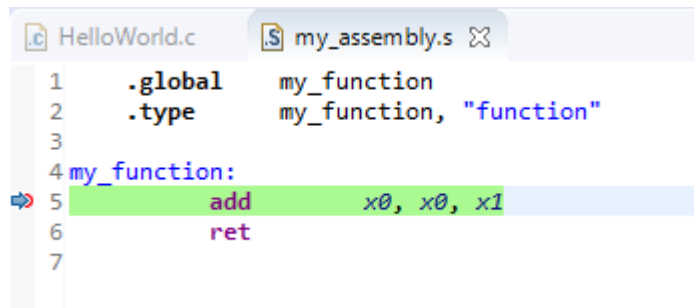 HelloWorld.c my_assembly.s
1 .global my_function
2 .type my_function, "function"
3
4 my_function:
5 add x0, x0, x1
6 ret
7